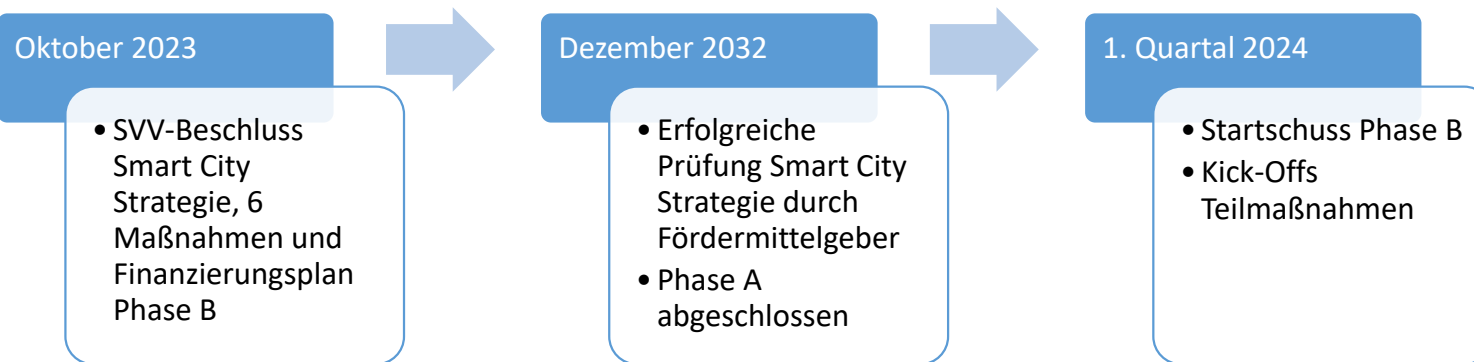 Oktober 2023
• SVV-Beschluss
Smart City
Strategie, 6
Maßnahmen und
Finanzierungsplan
Phase B
Dezember 2032
• Erfolgreiche
Prüfung Smart City
Strategie durch
Fördermittelgeber
• Phase A
abgeschlossen
1. Quartal 2024
• Startschuss Phase B
• Kick-Offs
Teilmaßnahmen